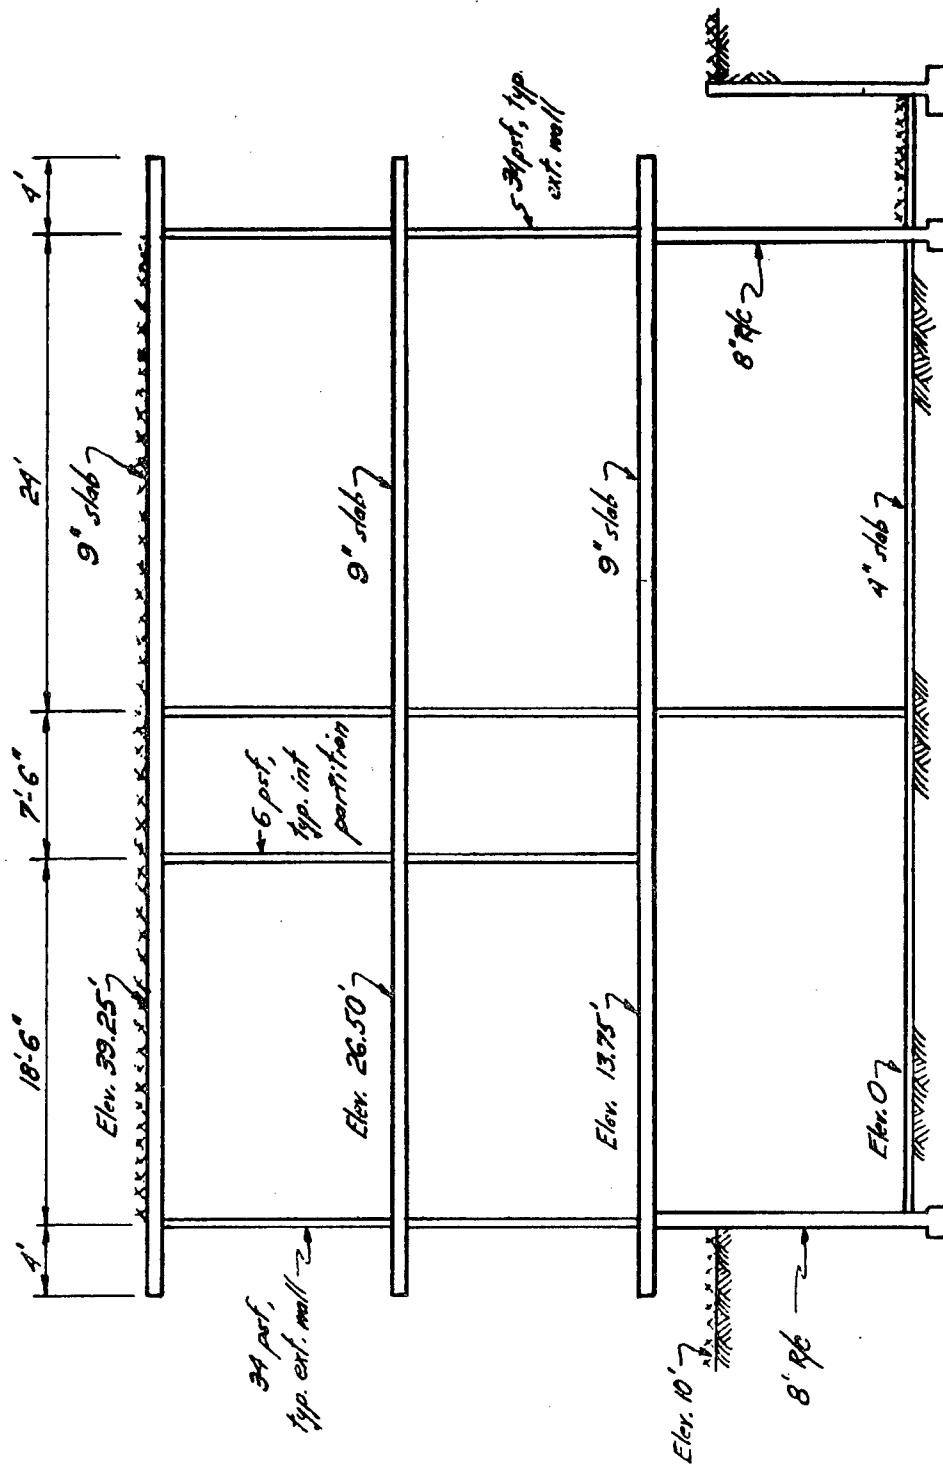 4'
18'-6"
7'-6"
24'
4'
Elev. 39.25'
9" slab
34 psf,
typ. ext. wall
6 psf,
typ. int
partition
Elev. 26.50'
9" slab
34 psf, typ.
ext. wall
Elev. 13.75'
9" slab
Elev. 10'
8' R/C
8" R/C
Elev. 0
4" slab